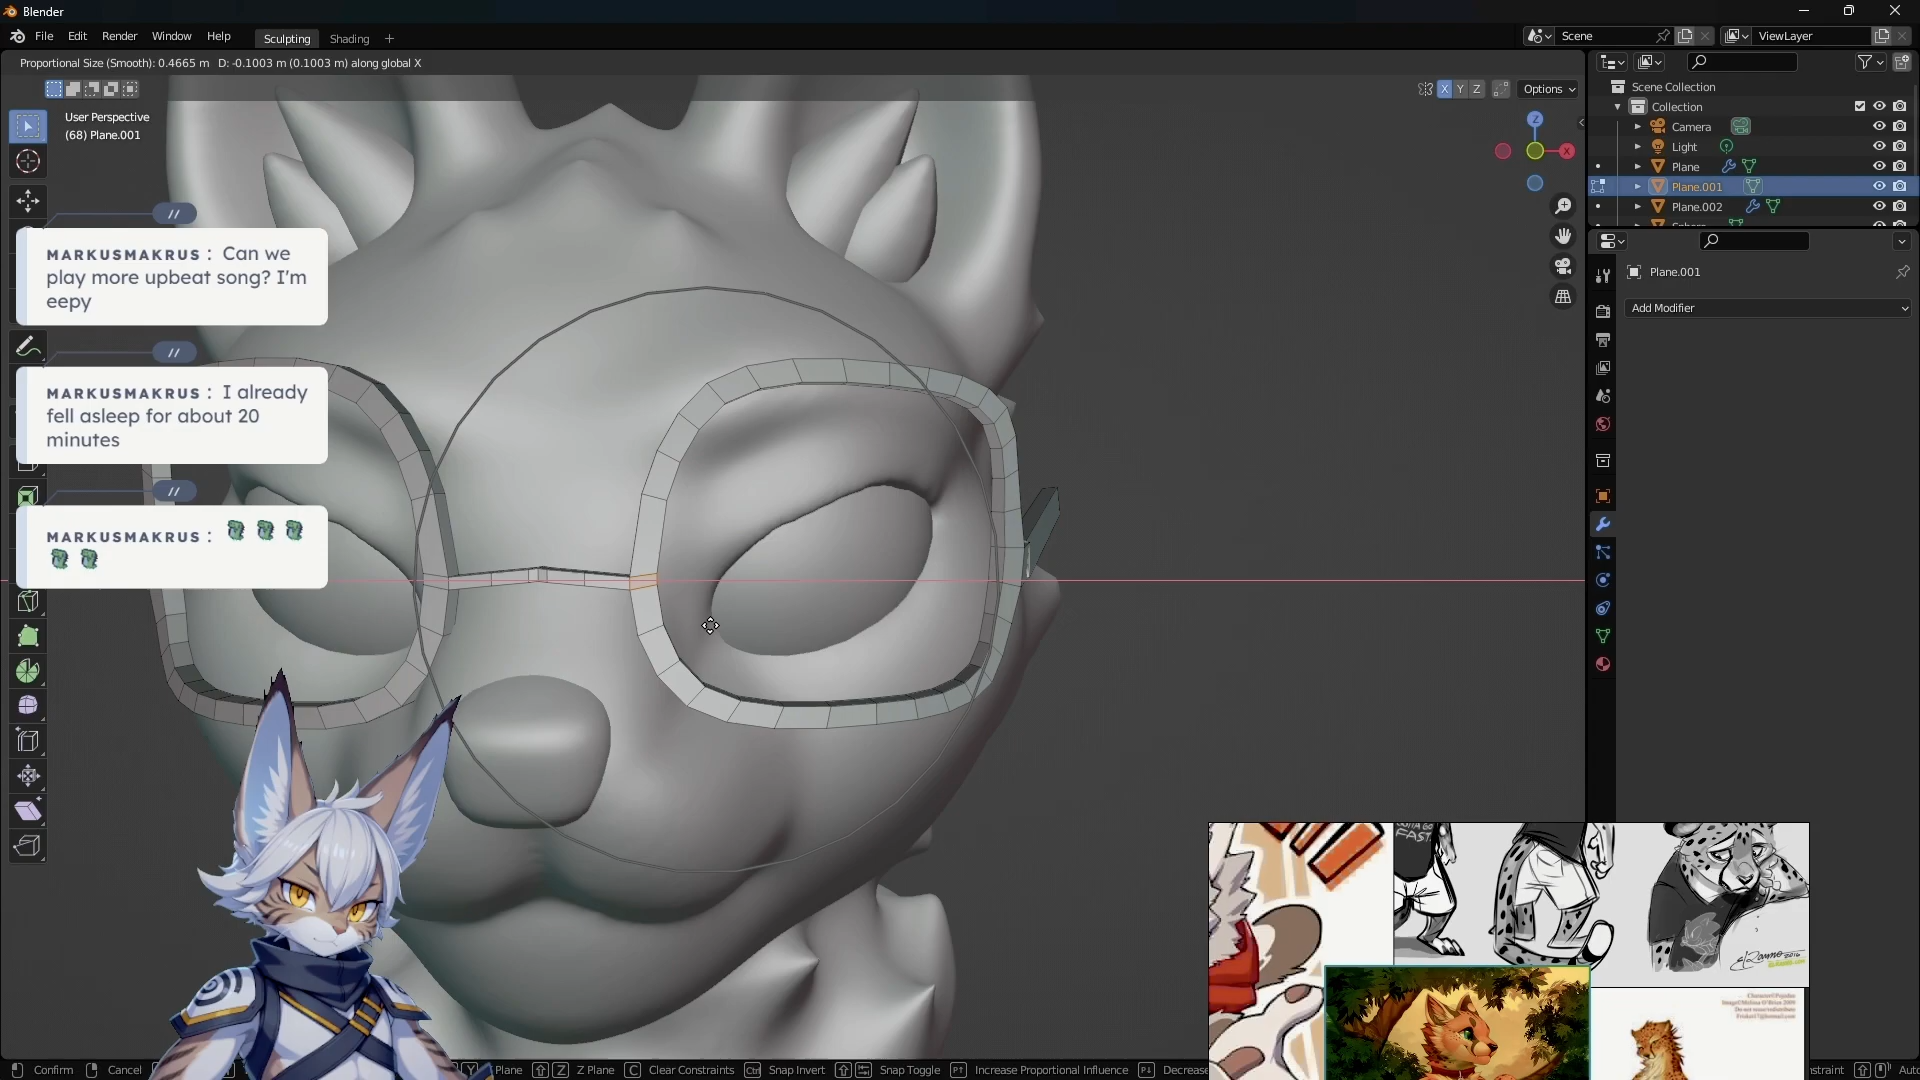 Blender
File Edit Render Window Help
Sculpting Shading +
Scene
ViewLayer
Proportional Size (Smooth): 0.4665 m D: -0.1003 m (0.1003 m) along global X
X Y Z
Options
User Perspective
(68) Plane.001
Z
X
Scene Collection
Collection
Camera
Light
Plane
Plane.001
Plane.002
Plane.001
Add Modifier
//
MARKUSMAKRUS : Can we
play more upbeat song? I'm
eepy
//
MARKUSMAKRUS : I already
fell asleep for about 20
minutes
//
MARKUSMAKRUS :
FAST
2016
Confirm Cancel Y Plane Z Z Plane C Clear Constraints Ctrl Snap Invert Snap Toggle Increase Proportional Influence Decrease